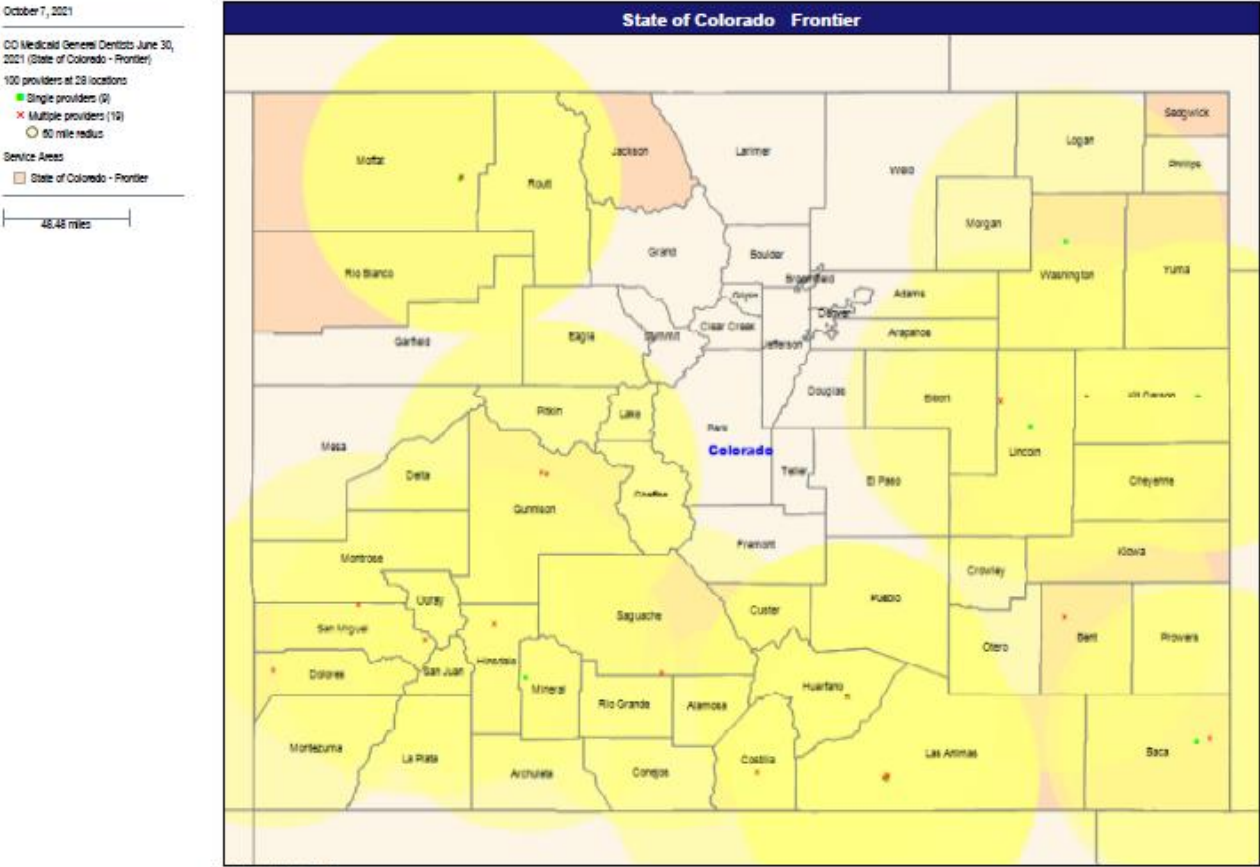 October 7, 2021
CO Medicaid General Dentists June 30,
2021 (State of Colorado - Frontier)
100 providers at 28 locations
Single providers (9)
Multiple providers (19)
60 mile radius
Service Areas
State of Colorado - Frontier
48.48 miles
State of Colorado Frontier
Moffat
Routt
Jackson
Larimer
Weld
Logan
Sedgwick
Phillips
Morgan
Rio Blanco
Grand
Boulder
Broomfield
Washington
Yuma
Adams
Gilpin
Denver
Clear Creek
Arapahoe
Garfield
Eagle
Summit
Jefferson
Douglas
Elbert
Kit Carson
Pitkin
Lake
Park
Colorado
Mesa
Teller
Lincoln
Delta
El Paso
Cheyenne
Gunnison
Chaffee
Fremont
Montrose
Kiowa
Crowley
Ouray
Custer
Pueblo
San Miguel
Saguache
Bent
Prowers
Otero
Hinsdale
San Juan
Dolores
Mineral
Huerfano
Rio Grande
Alamosa
Montezuma
La Plata
Archuleta
Conejos
Costilla
Las Animas
Baca